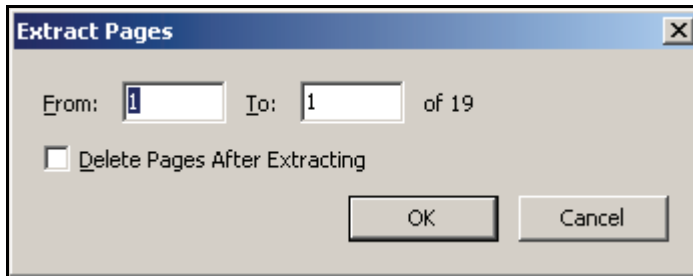 Extract Pages
From: 1 To: 1 of 19
Delete Pages After Extracting
OK Cancel